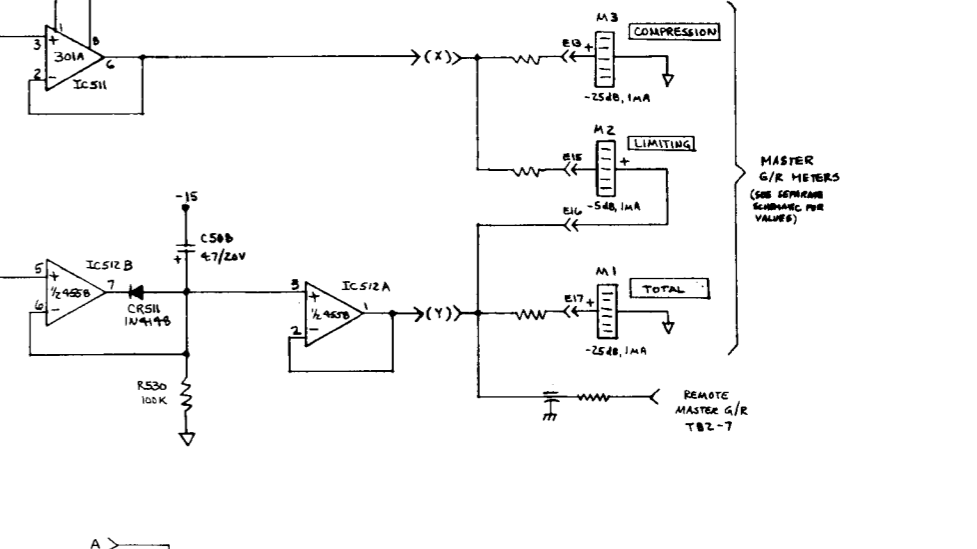 M3
COMPRESSION
E13
+
-25dB, 1MA
1
8
3
+
301A
6
2
-
IC511
(X)
M2
LIMITING
E15
+
-5dB, 1MA
E16
MASTER
G/R METERS
(SEE SEPARATE
SCHEMATIC FOR
VALUES)
-15
C508
+
47/20V
IC512B
5
+
7
1/2 4558
6
-
CR511
1N4148
IC512A
3
+
1
1/2 4558
2
-
(Y)
M1
TOTAL
E17
+
-25dB, 1MA
R530
100K
REMOTE
MASTER G/R
TB2-7
A